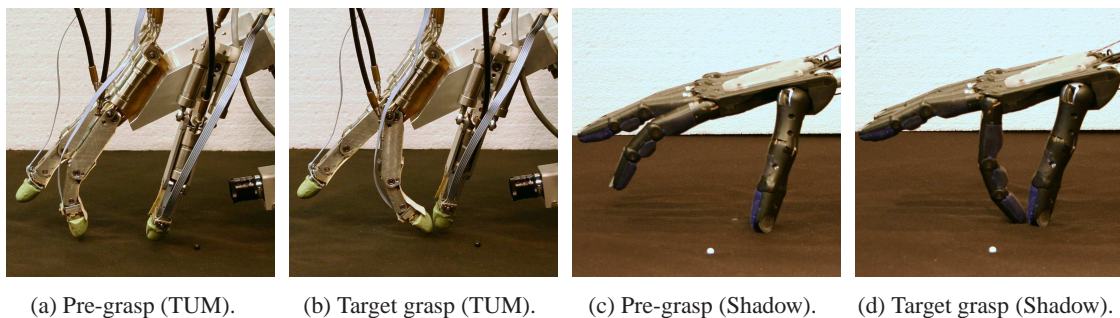 (a) Pre-grasp (TUM).
(b) Target grasp (TUM).
(c) Pre-grasp (Shadow).
(d) Target grasp (Shadow).